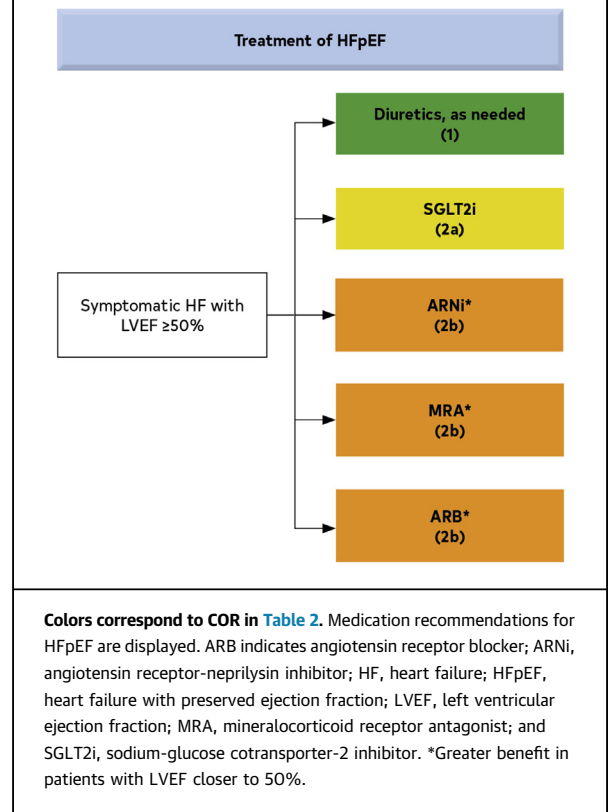 Treatment of HFpEF
Diuretics, as needed
(1)
SGLT2i
(2a)
Symptomatic HF with
LVEF ≥50%
ARNi*
(2b)
MRA*
(2b)
ARB*
(2b)
Colors correspond to COR in Table 2. Medication recommendations for
HFpEF are displayed. ARB indicates angiotensin receptor blocker; ARNi,
angiotensin receptor-neprilysin inhibitor; HF, heart failure; HFpEF,
heart failure with preserved ejection fraction; LVEF, left ventricular
ejection fraction; MRA, mineralocorticoid receptor antagonist; and
SGLT2i, sodium-glucose cotransporter-2 inhibitor. *Greater benefit in
patients with LVEF closer to 50%.